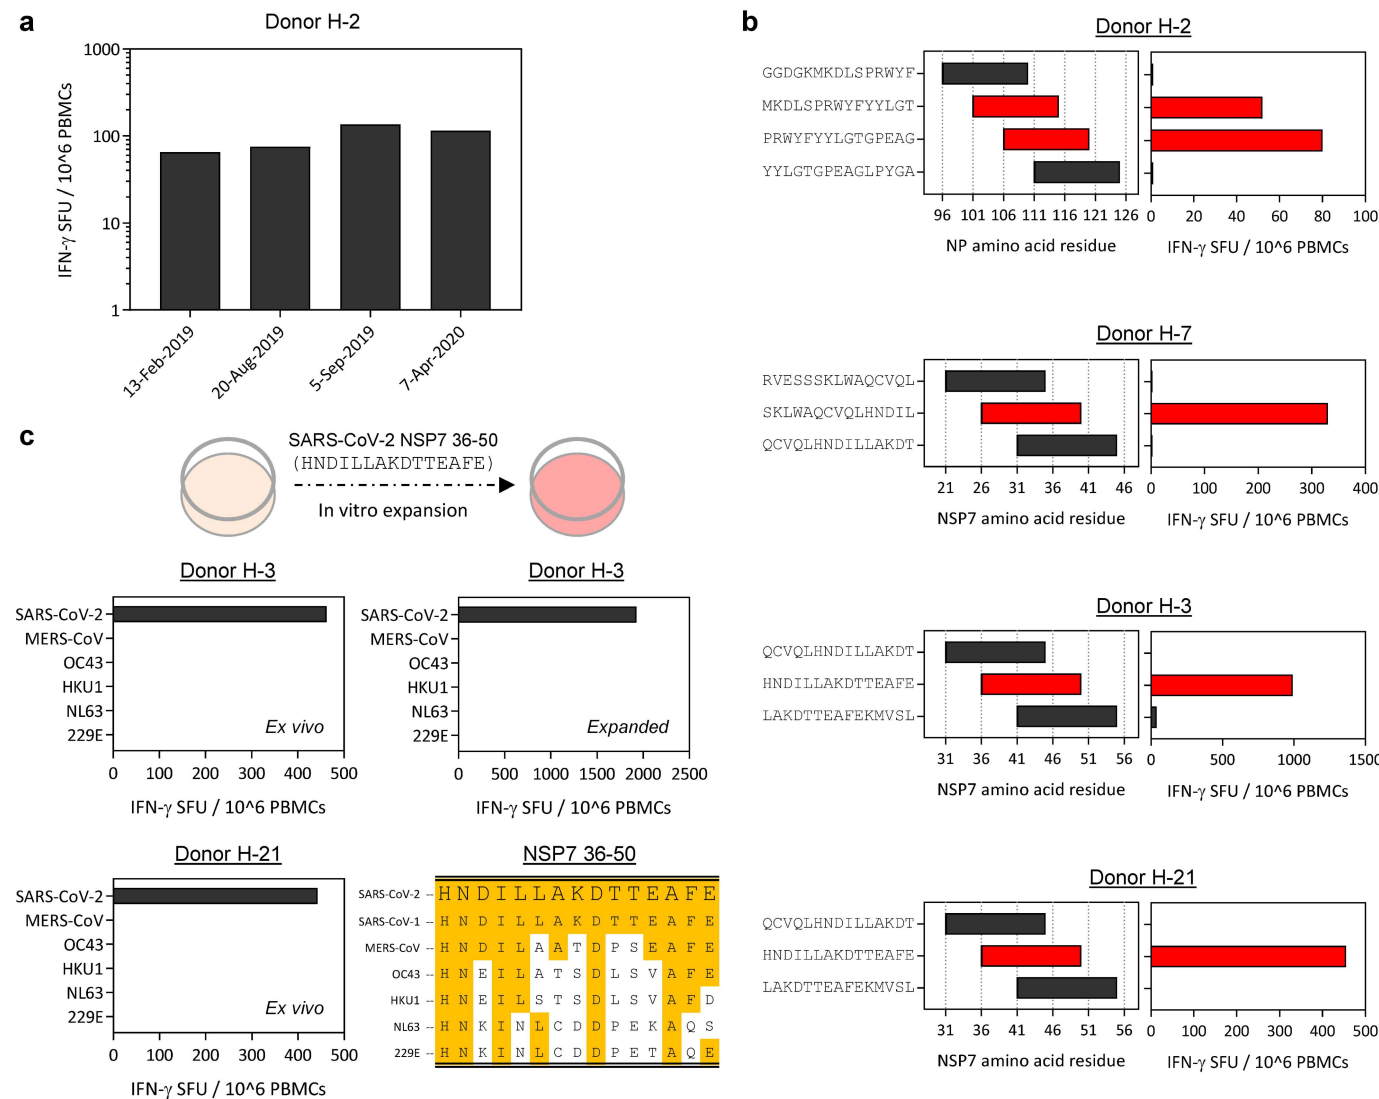 a
Donor H-2
IFN-γ SFU / 10^6 PBMCs
1000
100
10
1
13-Feb-2019
20-Aug-2019
5-Sep-2019
7-Apr-2020
b
Donor H-2
GGDGKMKDLSPRWYF
MKDLSPRWYFYYLGT
PRWYFYYLGTGPEAG
YYLGTGPEAGLPYGA
96 101 106 111 116 121 126
NP amino acid residue
0 20 40 60 80 100
IFN-γ SFU / 10^6 PBMCs
Donor H-7
RVESSSKLWAQCVQL
SKLWAQCVQLHNDIL
QCVQLHNDILLAKDT
21 26 31 36 41 46
NSP7 amino acid residue
0 100 200 300 400
IFN-γ SFU / 10^6 PBMCs
Donor H-3
QCVQLHNDILLAKDT
HNDILLAKDTTEAFE
LAKDTTEAFEKMVSL
31 36 41 46 51 56
NSP7 amino acid residue
0 500 1000 1500
IFN-γ SFU / 10^6 PBMCs
Donor H-21
QCVQLHNDILLAKDT
HNDILLAKDTTEAFE
LAKDTTEAFEKMVSL
31 36 41 46 51 56
NSP7 amino acid residue
0 100 200 300 400 500
IFN-γ SFU / 10^6 PBMCs
c
SARS-CoV-2 NSP7 36-50
(HNDILLAKDTTEAFE)
In vitro expansion
Donor H-3
SARS-CoV-2
MERS-CoV
OC43
HKU1
NL63
229E
Ex vivo
0 100 200 300 400 500
IFN-γ SFU / 10^6 PBMCs
Donor H-3
SARS-CoV-2
MERS-CoV
OC43
HKU1
NL63
229E
Expanded
0 500 1000 1500 2000 2500
IFN-γ SFU / 10^6 PBMCs
Donor H-21
SARS-CoV-2
MERS-CoV
OC43
HKU1
NL63
229E
Ex vivo
0 100 200 300 400 500
IFN-γ SFU / 10^6 PBMCs
NSP7 36-50
SARS-CoV-2 -- H N D I L L A K D T T E A F E
SARS-CoV-1 -- H N D I L L A K D T T E A F E
MERS-CoV -- H N D I L A A T D P S E A F E
OC43 -- H N E I L A T S D L S V A F E
HKU1 -- H N E I L S T S D L S V A F D
NL63 -- H N K I N L C D D P E K A Q S
229E -- H N K I N L C D D P E T A Q E